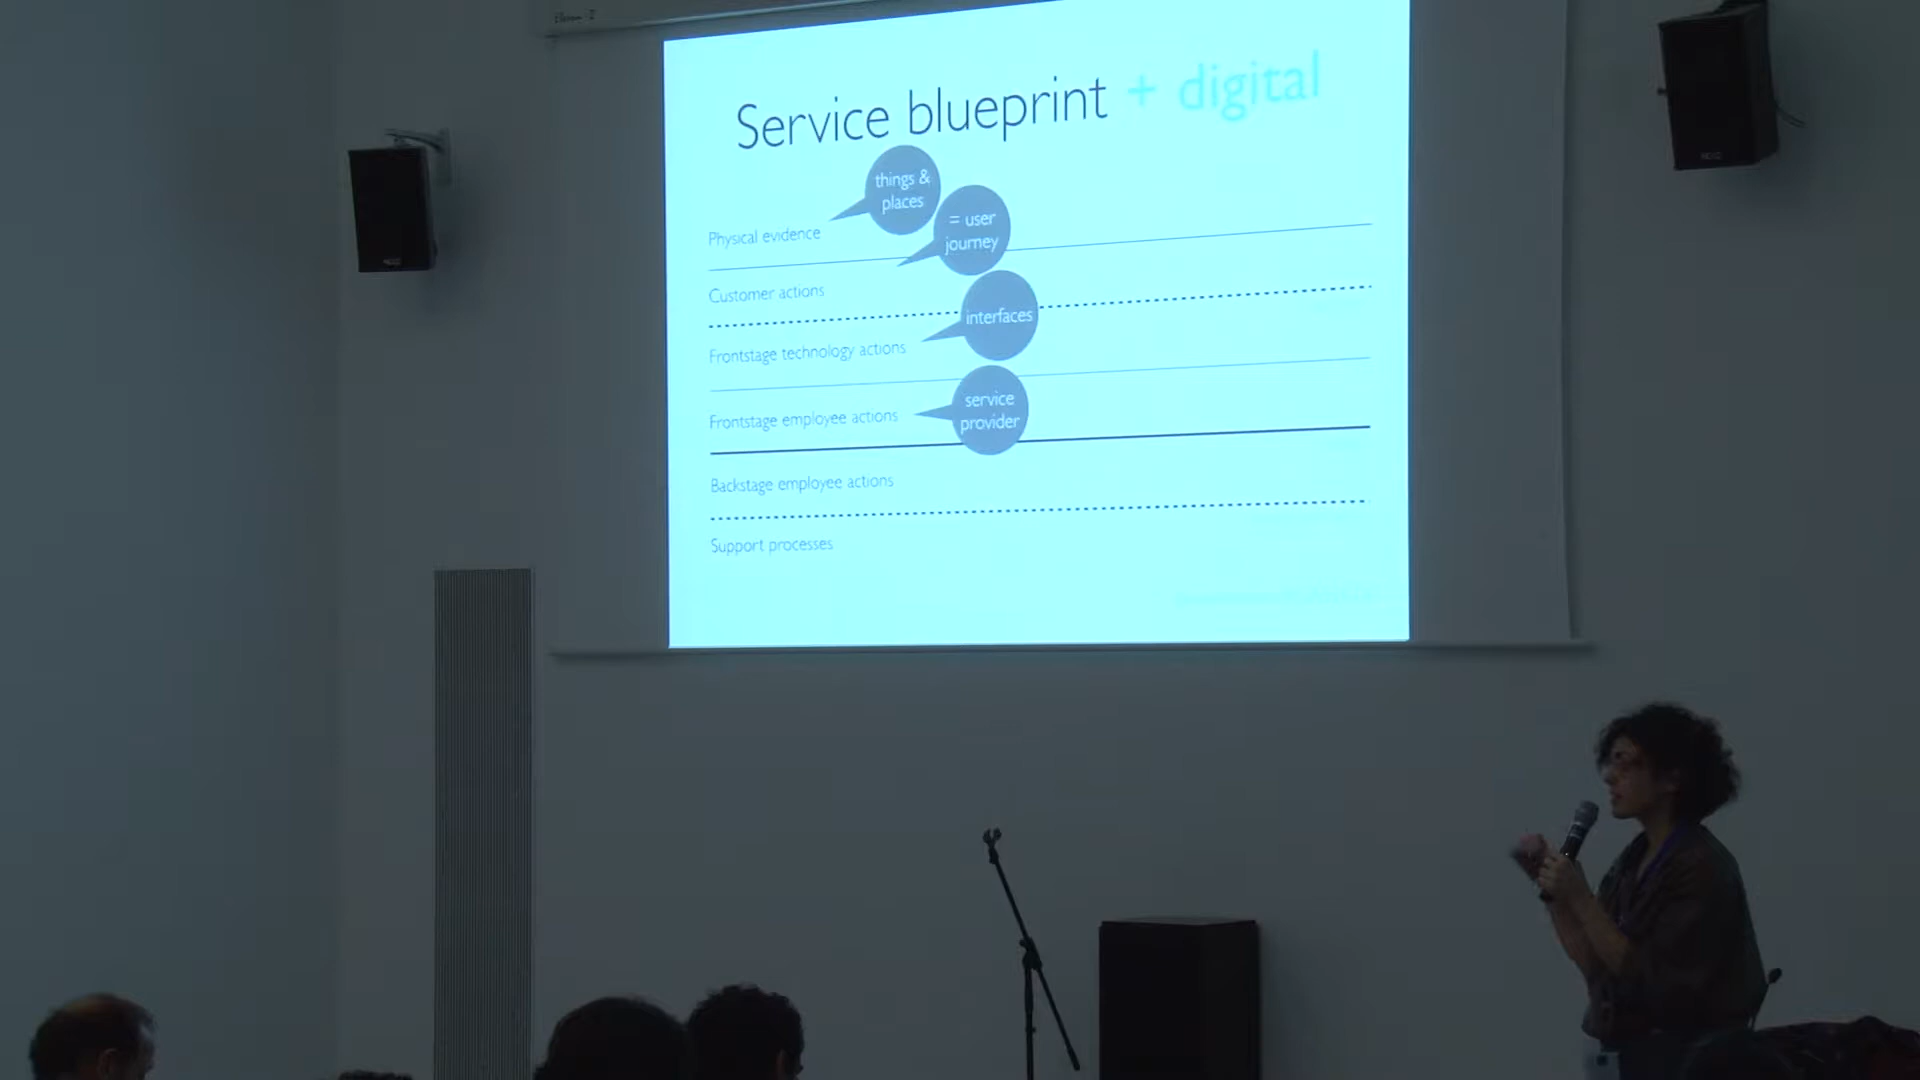 Service blueprint + digital
things &
places
= user
journey
Physical evidence
Customer actions
interfaces
Frontstage technology actions
service
provider
Frontstage employee actions
Backstage employee actions
Support processes